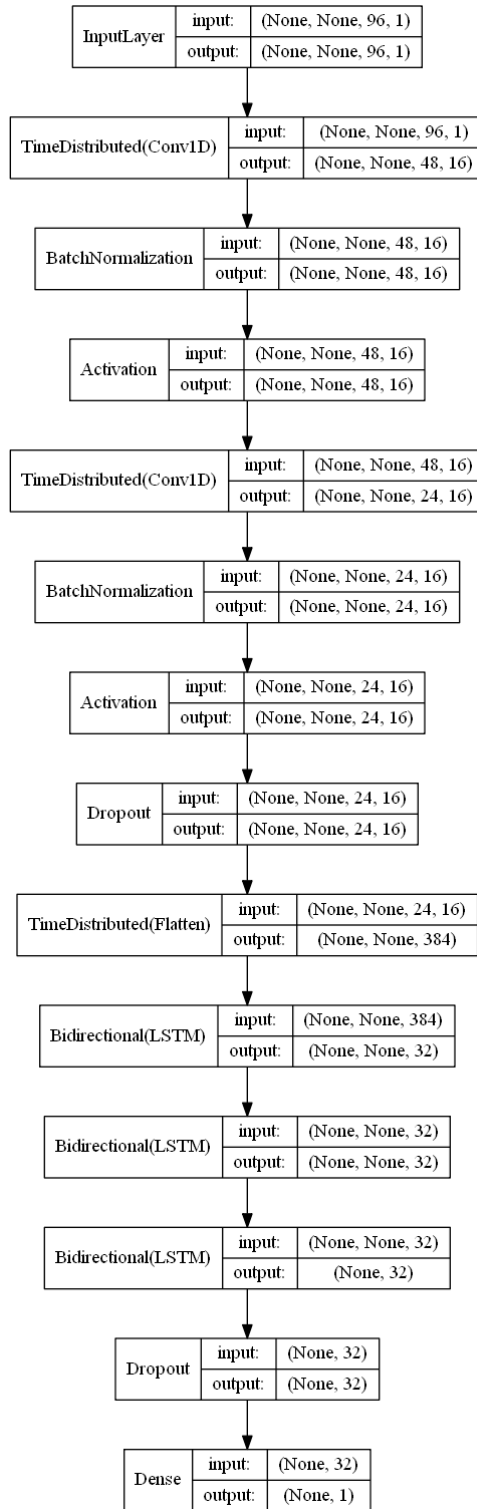 InputLayer
input: (None, None, 96, 1)
output: (None, None, 96, 1)
TimeDistributed(Conv1D)
input: (None, None, 96, 1)
output: (None, None, 48, 16)
BatchNormalization
input: (None, None, 48, 16)
output: (None, None, 48, 16)
Activation
input: (None, None, 48, 16)
output: (None, None, 48, 16)
TimeDistributed(Conv1D)
input: (None, None, 48, 16)
output: (None, None, 24, 16)
BatchNormalization
input: (None, None, 24, 16)
output: (None, None, 24, 16)
Activation
input: (None, None, 24, 16)
output: (None, None, 24, 16)
Dropout
input: (None, None, 24, 16)
output: (None, None, 24, 16)
TimeDistributed(Flatten)
input: (None, None, 24, 16)
output: (None, None, 384)
Bidirectional(LSTM)
input: (None, None, 384)
output: (None, None, 32)
Bidirectional(LSTM)
input: (None, None, 32)
output: (None, None, 32)
Bidirectional(LSTM)
input: (None, None, 32)
output: (None, 32)
Dropout
input: (None, 32)
output: (None, 32)
Dense
input: (None, 32)
output: (None, 1)